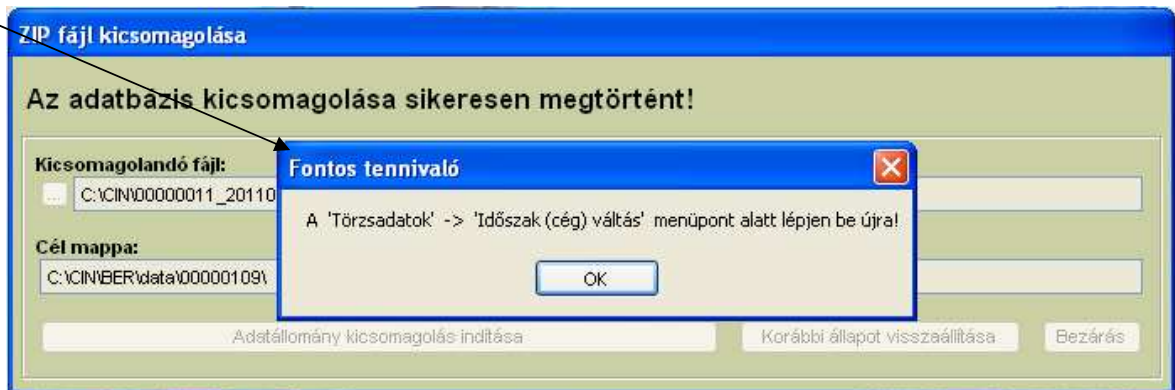 ZIP fájl kicsomagolása
Az adatbázis kicsomagolása sikeresen megtörtént!
Kicsomagolandó fájl:
... C:\CIN\00000011_20110
Fontos tennivaló
A 'Törzsadatok' -> 'Időszak (cég) váltás' menüpont alatt lépjen be újra!
OK
Cél mappa:
C:\CIN\BER\data\00000109\
Adatállomány kicsomagolás indítása Korábbi állapot visszaállítása Bezárás